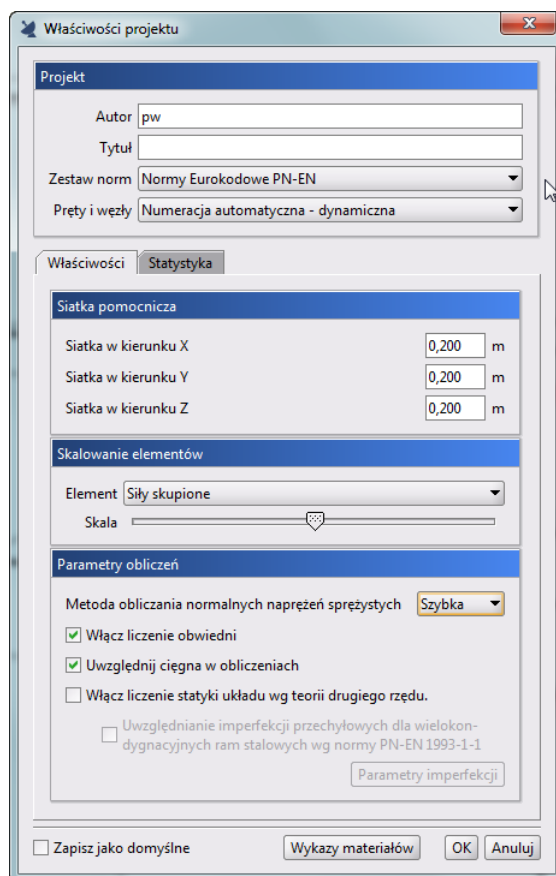 Właściwości projektu
Projekt
Autor pw
Tytuł
Zestaw norm Normy Eurokodowe PN-EN
Pręty i węzły Numeracja automatyczna - dynamiczna
Właściwości Statystyka
Siatka pomocnicza
Siatka w kierunku X 0,200 m
Siatka w kierunku Y 0,200 m
Siatka w kierunku Z 0,200 m
Skalowanie elementów
Element Siły skupione
Skala
Parametry obliczeń
Metoda obliczania normalnych naprężeń sprężystych Szybka
Włącz liczenie obwiedni
Uwzględnij cięgna w obliczeniach
Włącz liczenie statyki układu wg teorii drugiego rzędu.
Uwzględnianie imperfekcji przechyłowych dla wielokon-
dygnacyjnych ram stalowych wg normy PN-EN 1993-1-1
Parametry imperfekcji
Zapisz jako domyślne Wykazy materiałów OK Anuluj